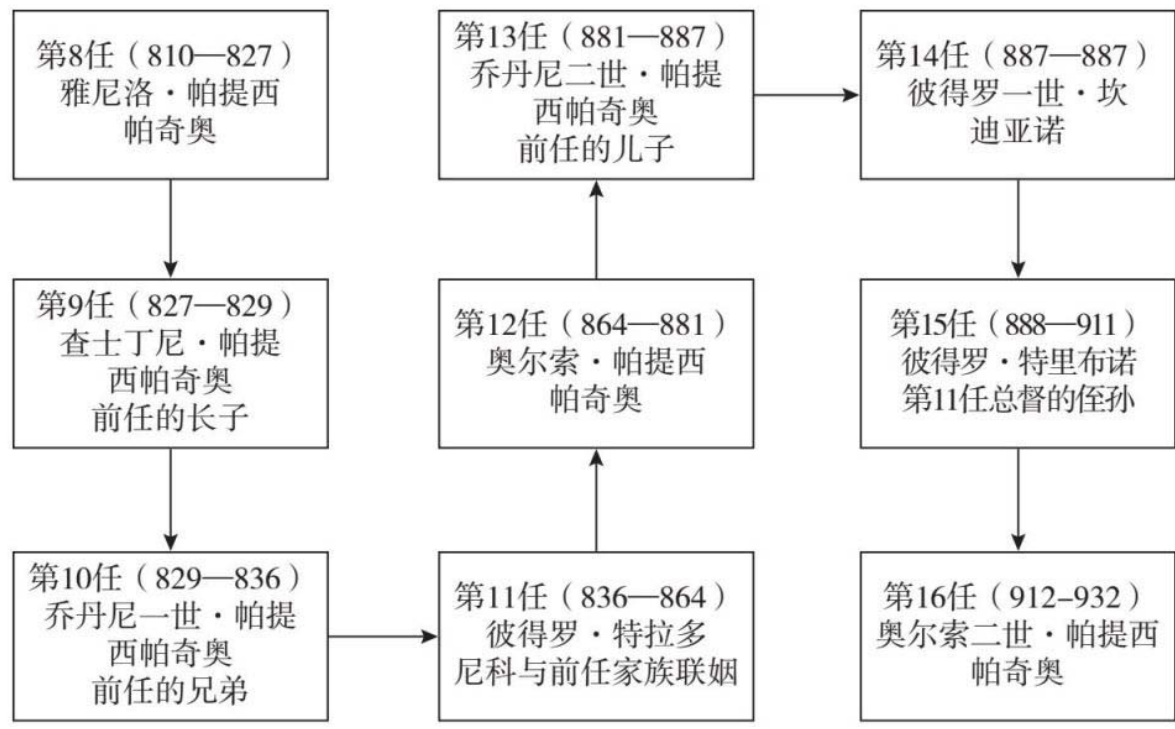 第8任（810—827）
雅尼洛·帕提西
帕奇奥
第9任（827—829）
查士丁尼·帕提
西帕奇奥
前任的长子
第10任（829—836）
乔丹尼一世·帕提
西帕奇奥
前任的兄弟
第11任（836—864）
彼得罗·特拉多
尼科与前任家族联姻
第12任（864—881）
奥尔索·帕提西
帕奇奥
第13任（881—887）
乔丹尼二世·帕提
西帕奇奥
前任的儿子
第14任（887—887）
彼得罗一世·坎
迪亚诺
第15任（888—911）
彼得罗·特里布诺
第11任总督的侄孙
第16任（912–932）
奥尔索二世·帕提西
帕奇奥